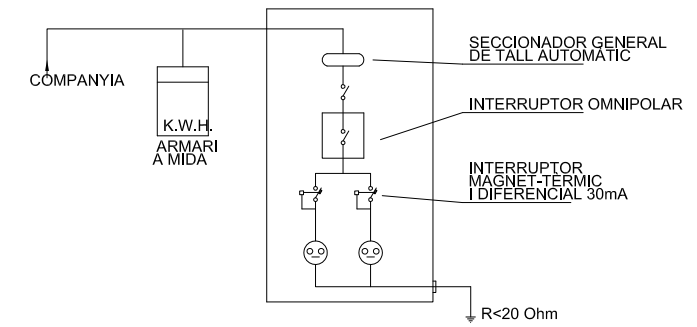 SECCIONADOR GENERAL
DE TALL AUTOMÀTIC
COMPANYIA
INTERRUPTOR OMNIPOLAR
K.W.H.
ARMARI
A MIDA
INTERRUPTOR
MAGNET-TÈRMIC
I DIFERENCIAL 30mA
R<20 Ohm